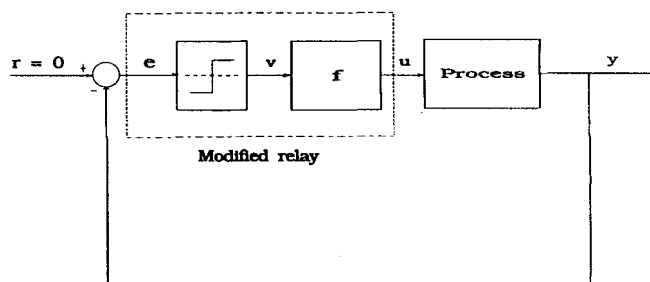 r = 0
+
−
e
v
f
u
Process
y
Modified relay